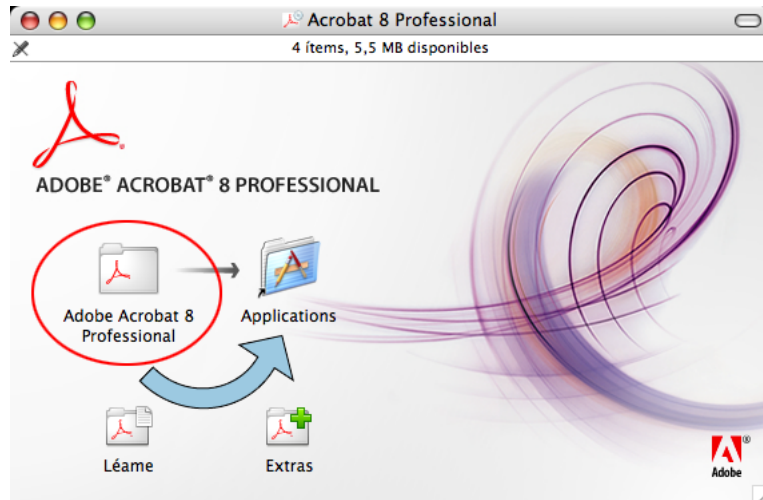 Acrobat 8 Professional
4 ítems, 5,5 MB disponibles
ADOBE® ACROBAT® 8 PROFESSIONAL
Adobe Acrobat 8
Professional
Applications
Léame
Extras
Adobe®